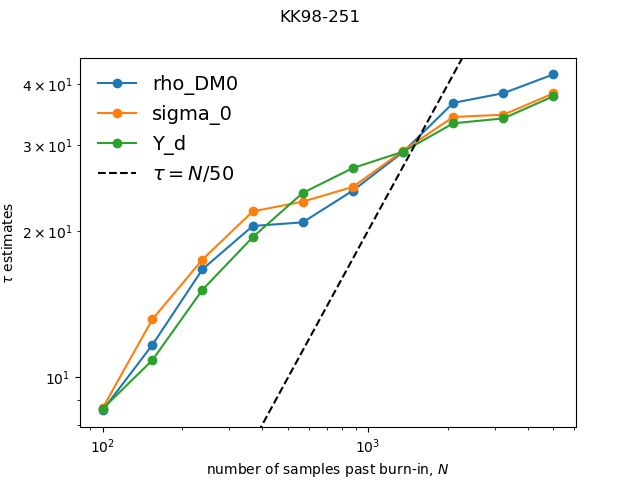 KK98-251
rho_DM0
sigma_0
Y_d
τ = N/50
4 × 10¹
3 × 10¹
2 × 10¹
10¹
τ estimates
10² 10³
number of samples past burn-in, N